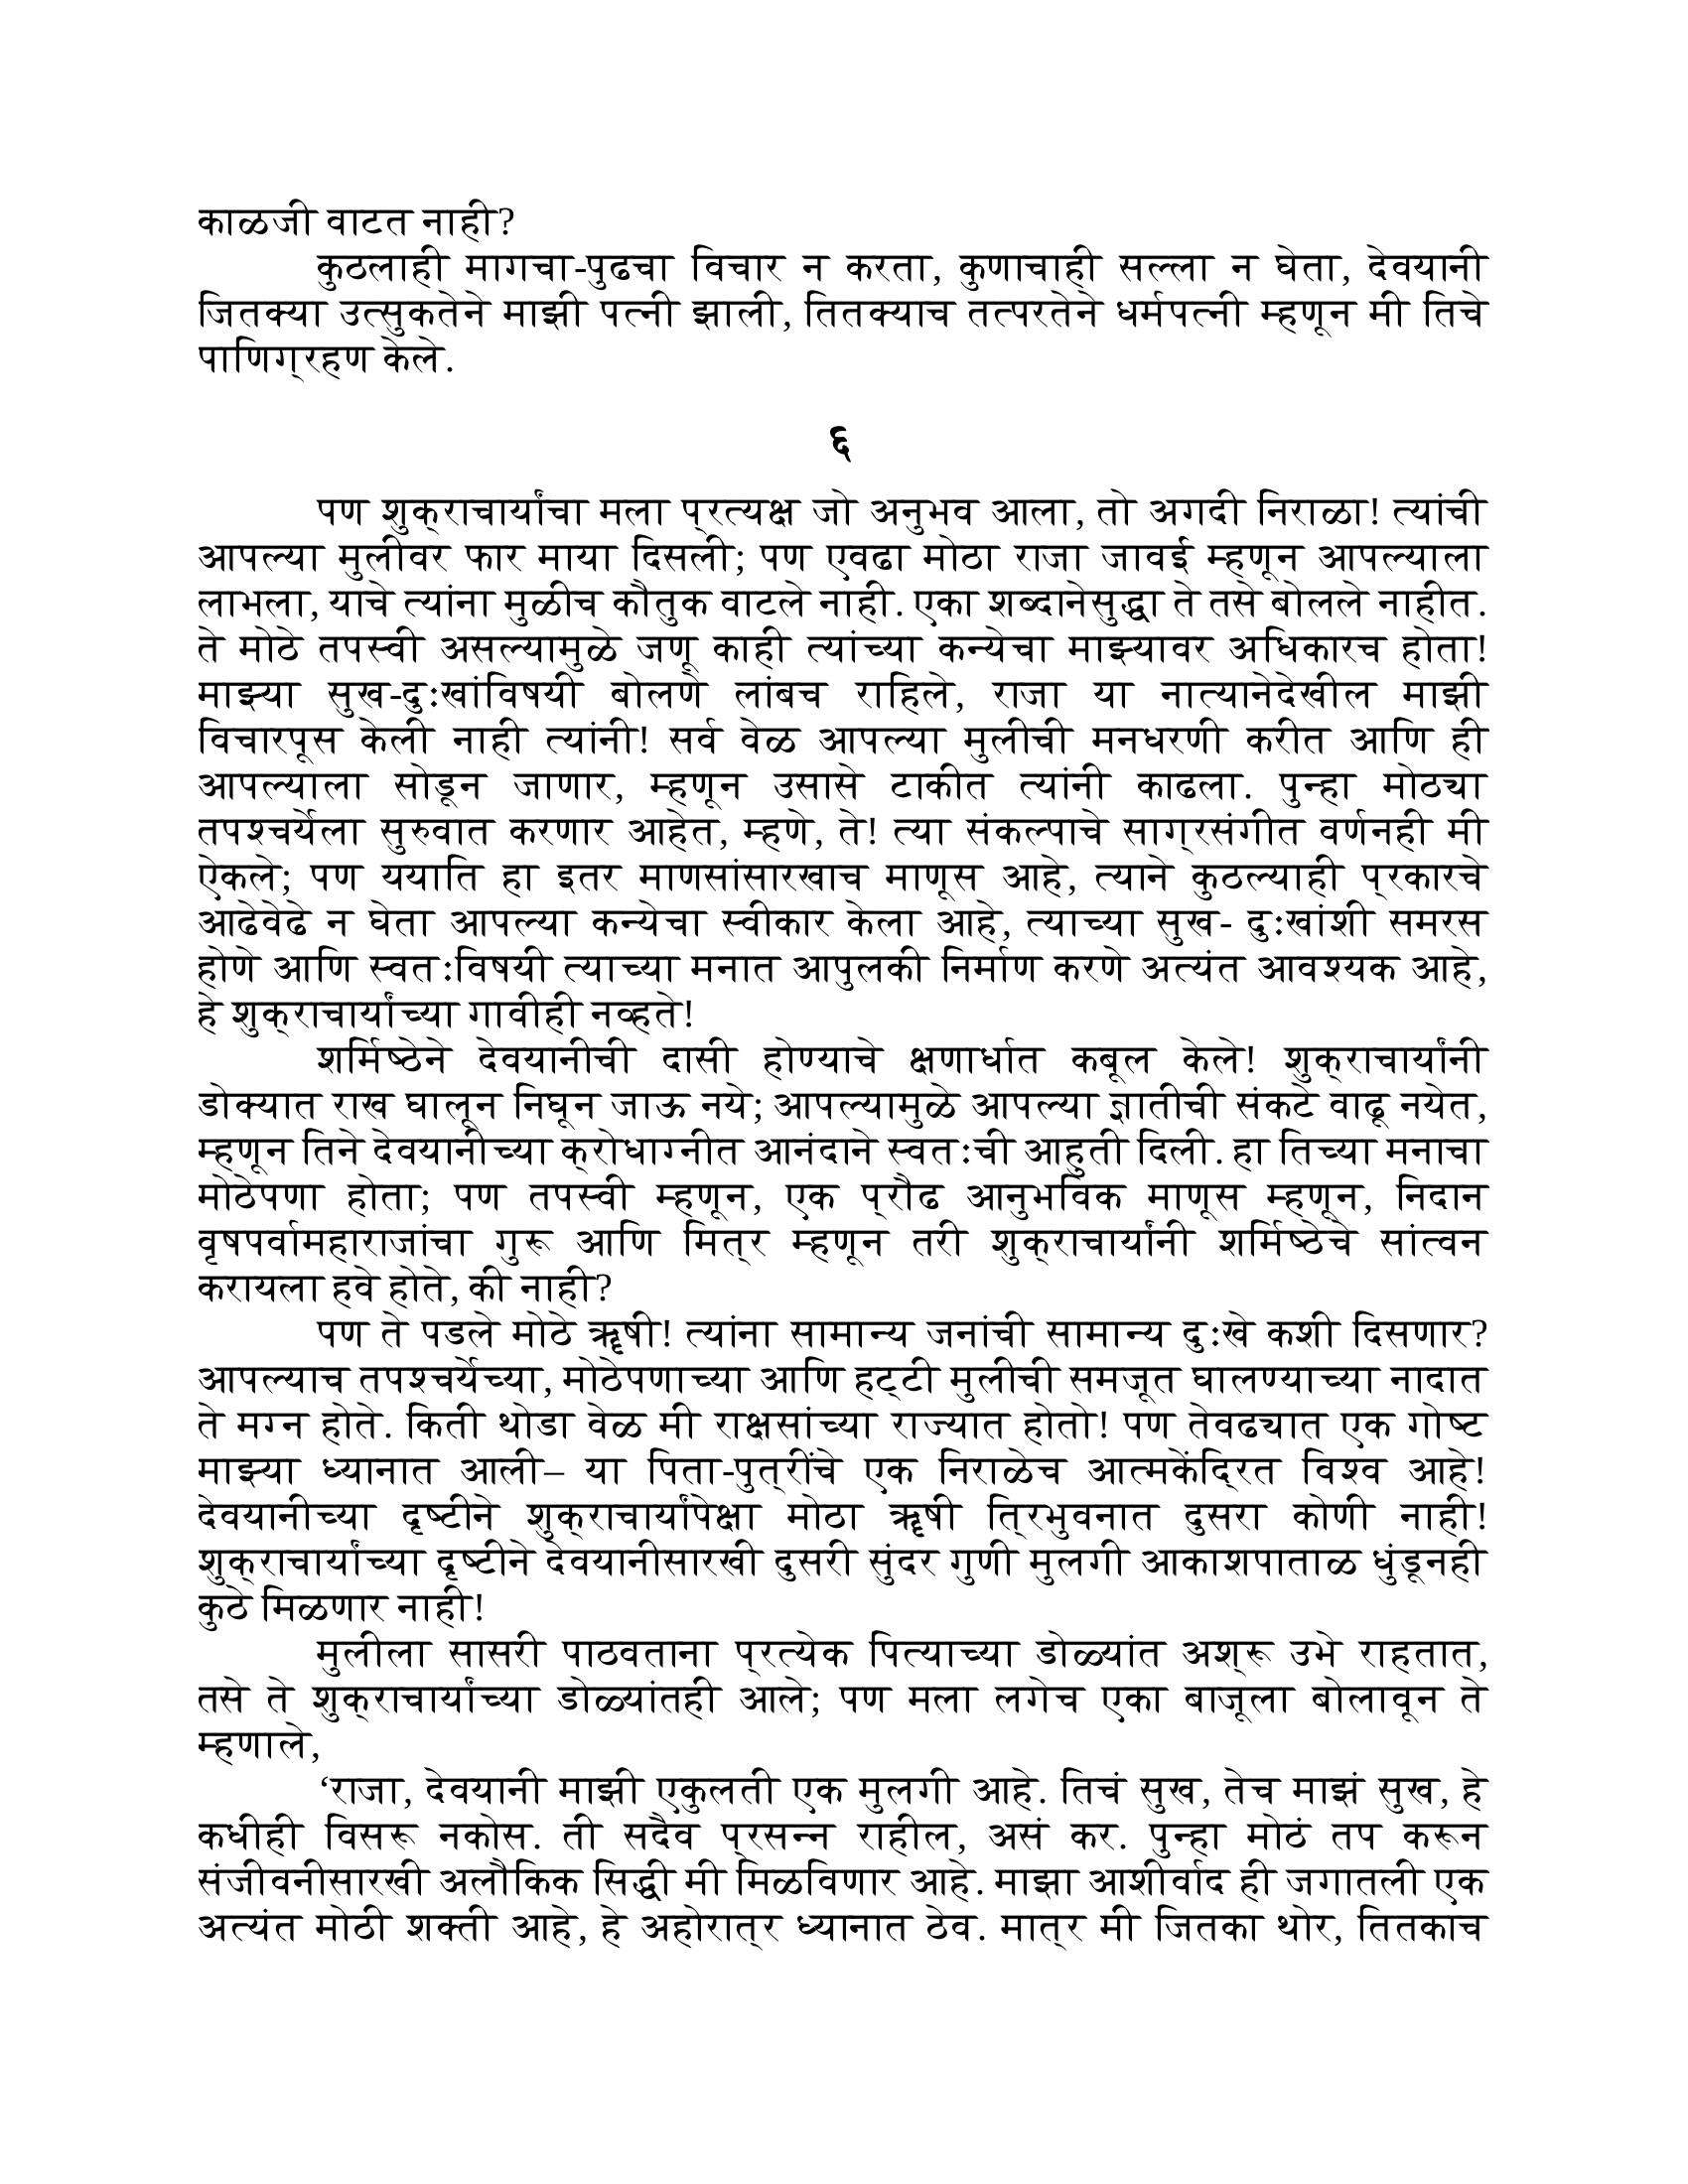 काळजी वाटत नाही?
कुठलाही मागचा-पुढचा विचार न करता, कुणाचाही सल्ला न घेता, देवयानी
जितक्या उत्सुकतेने माझी पत्नी झाली, तितक्याच तत्परतेने धर्मपत्नी म्हणून मी तिचे
पाणिग्रहण केले.
६
पण शुक्राचार्यांचा मला प्रत्यक्ष जो अनुभव आला, तो अगदी निराळा! त्यांची
आपल्या मुलीवर फार माया दिसली; पण एवढा मोठा राजा जावई म्हणून आपल्याला
लाभला, याचे त्यांना मुळीच कौतुक वाटले नाही. एका शब्दानेसुद्धा ते तसे बोलले नाहीत.
ते मोठे तपस्वी असल्यामुळे जणू काही त्यांच्या कन्येचा माझ्यावर अधिकारच होता!
माझ्या सुख-दुःखांविषयी बोलणे लांबच राहिले, राजा या नात्यानेदेखील माझी
विचारपूस केली नाही त्यांनी! सर्व वेळ आपल्या मुलीची मनधरणी करीत आणि ही
आपल्याला सोडून जाणार, म्हणून उसासे टाकीत त्यांनी काढला. पुन्हा मोठ्या
तपश्चर्येला सुरुवात करणार आहेत, म्हणे, ते! त्या संकल्पाचे साग्रसंगीत वर्णनही मी
ऐकले; पण ययाति हा इतर माणसांसारखाच माणूस आहे, त्याने कुठल्याही प्रकारचे
आढेवेढे न घेता आपल्या कन्येचा स्वीकार केला आहे, त्याच्या सुख- दुःखांशी समरस
होणे आणि स्वतःविषयी त्याच्या मनात आपुलकी निर्माण करणे अत्यंत आवश्यक आहे,
हे शुक्राचार्यांच्या गावीही नव्हते!
शर्मिष्ठेने देवयानीची दासी होण्याचे क्षणार्धात कबूल केले! शुक्राचार्यांनी
डोक्यात राख घालून निघून जाऊ नये; आपल्यामुळे आपल्या ज्ञातीची संकटे वाढू नयेत,
म्हणून तिने देवयानीच्या क्रोधाग्नीत आनंदाने स्वतःची आहुती दिली. हा तिच्या मनाचा
मोठेपणा होता; पण तपस्वी म्हणून, एक प्रौढ आनुभविक माणूस म्हणून, निदान
वृषपर्वामहाराजांचा गुरू आणि मित्र म्हणून तरी शुक्राचार्यांनी शर्मिष्ठेचे सांत्वन
करायला हवे होते, की नाही?
पण ते पडले मोठे ॠषी! त्यांना सामान्य जनांची सामान्य दुःखे कशी दिसणार?
आपल्याच तपश्चर्येच्या, मोठेपणाच्या आणि हट्टी मुलीची समजूत घालण्याच्या नादात
ते मग्न होते. किती थोडा वेळ मी राक्षसांच्या राज्यात होतो! पण तेवढ्यात एक गोष्ट
माझ्या ध्यानात आली– या पिता-पुत्रींचे एक निराळेच आत्मकेंद्रित विश्व आहे!
देवयानीच्या दृष्टीने शुक्राचार्यांपेक्षा मोठा ॠषी त्रिभुवनात दुसरा कोणी नाही!
शुक्राचार्यांच्या दृष्टीने देवयानीसारखी दुसरी सुंदर गुणी मुलगी आकाशपाताळ धुंडूनही
कुठे मिळणार नाही!
मुलीला सासरी पाठवताना प्रत्येक पित्याच्या डोळ्यांत अश्रू उभे राहतात,
तसे ते शुक्राचार्यांच्या डोळ्यांतही आले; पण मला लगेच एका बाजूला बोलावून ते
म्हणाले,
‘राजा, देवयानी माझी एकुलती एक मुलगी आहे. तिचं सुख, तेच माझं सुख, हे
कधीही विसरू नकोस. ती सदैव प्रसन्न राहील, असं कर. पुन्हा मोठं तप करून
संजीवनीसारखी अलौकिक सिद्धी मी मिळविणार आहे. माझा आशीर्वाद ही जगातली एक
अत्यंत मोठी शक्ती आहे, हे अहोरात्र ध्यानात ठेव. मात्र मी जितका थोर, तितकाच